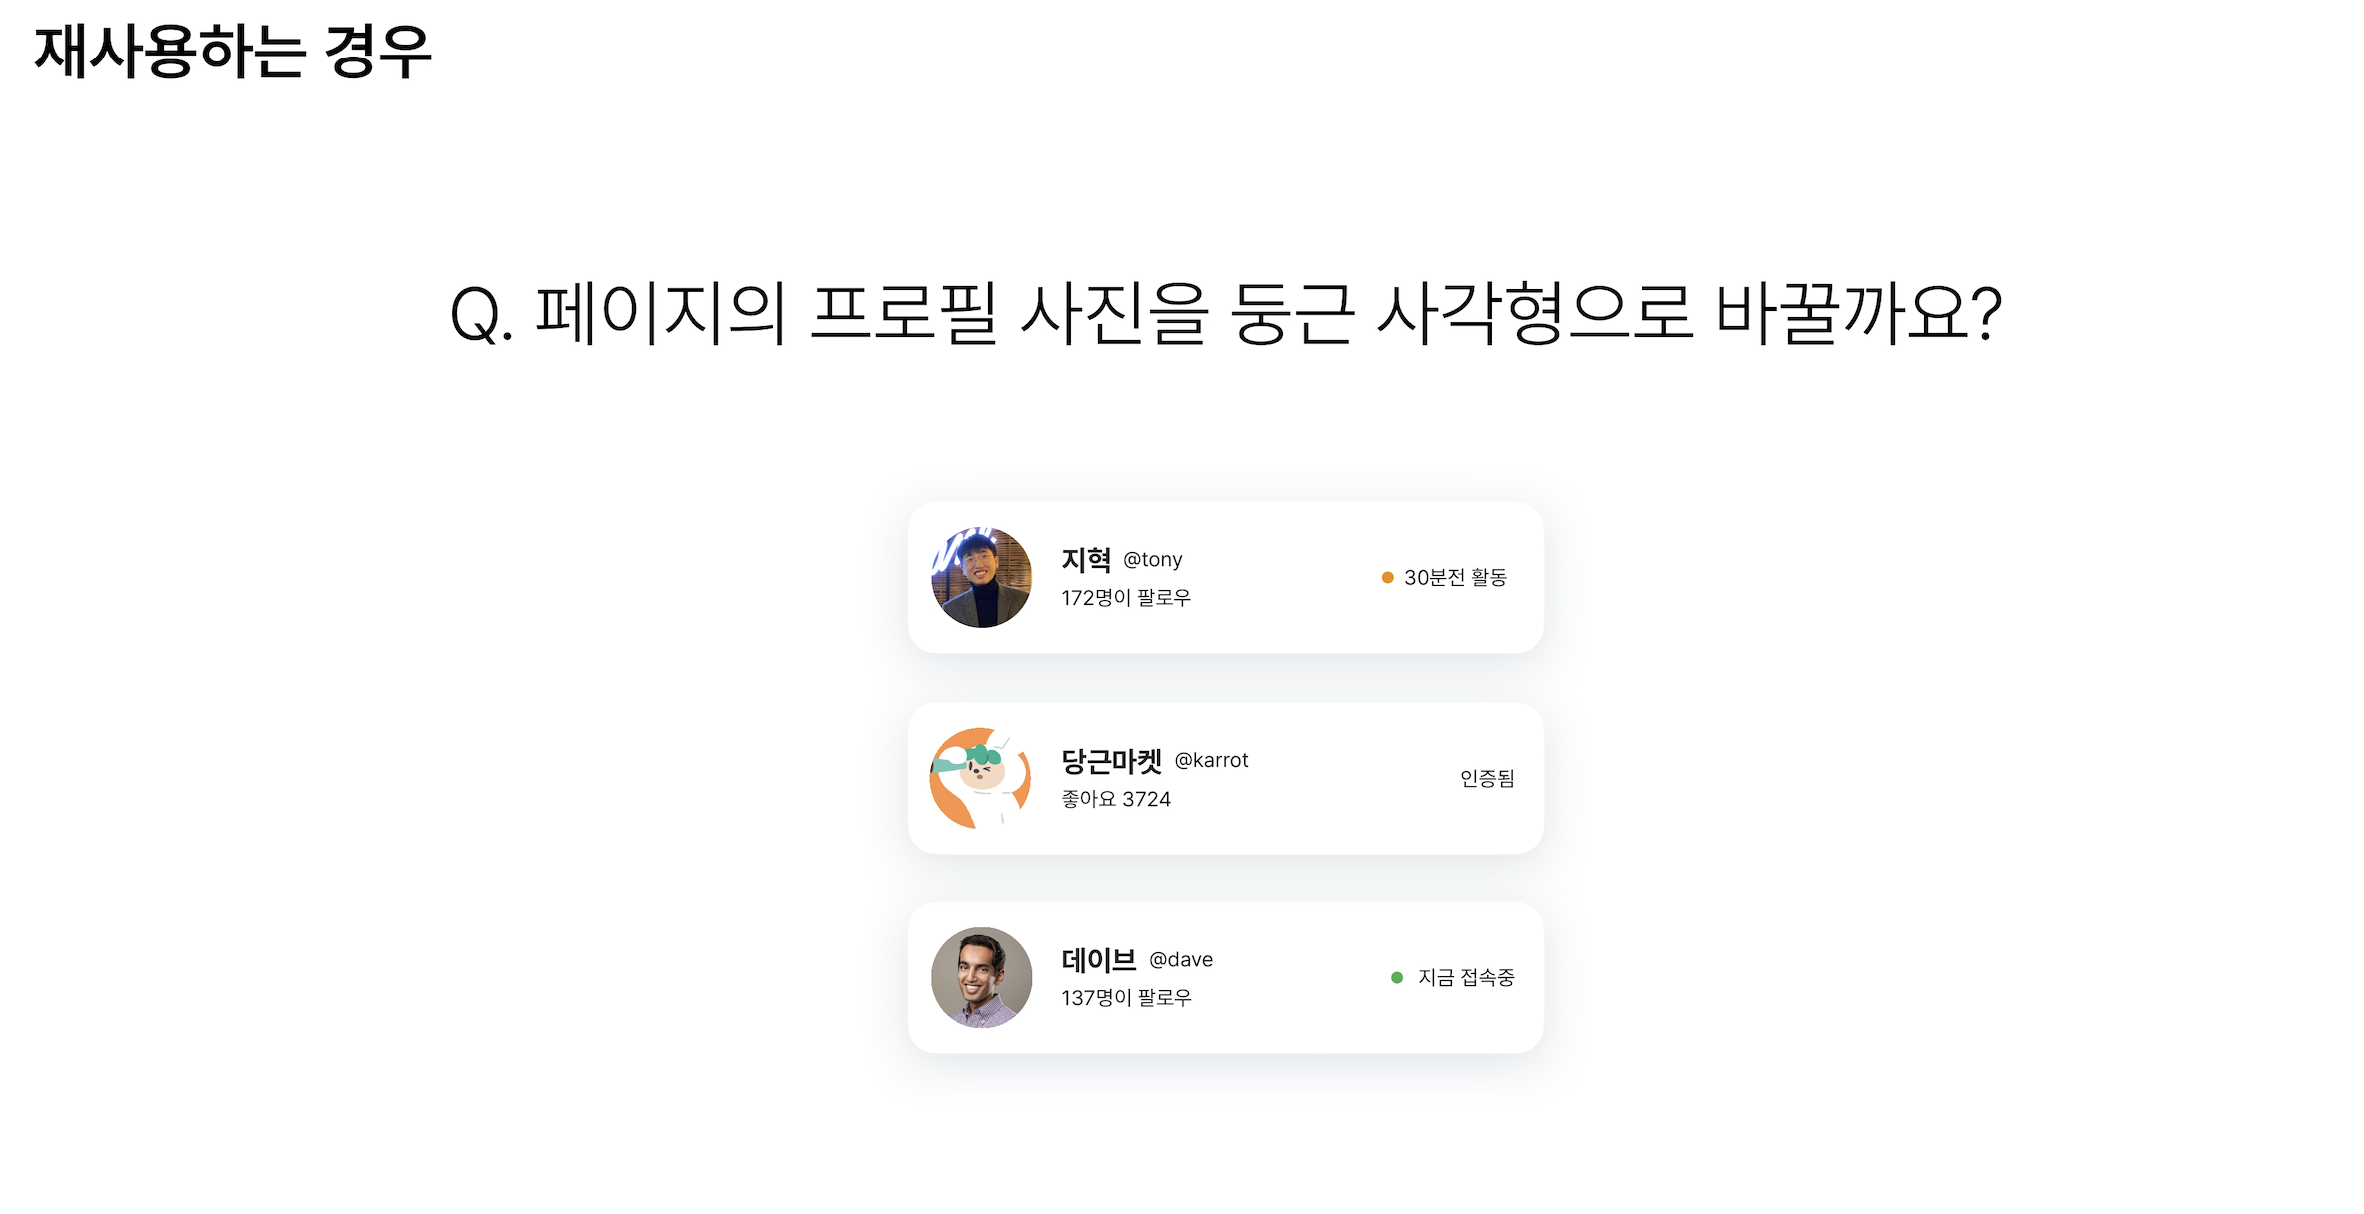 재사용하는 경우
Q. 페이지의 프로필 사진을 둥근 사각형으로 바꿀까요?
지혁 @tony
172명이 팔로우
30분전 활동
당근마켓 @karrot
좋아요 3724
인증됨
데이브 @dave
137명이 팔로우
지금 접속중